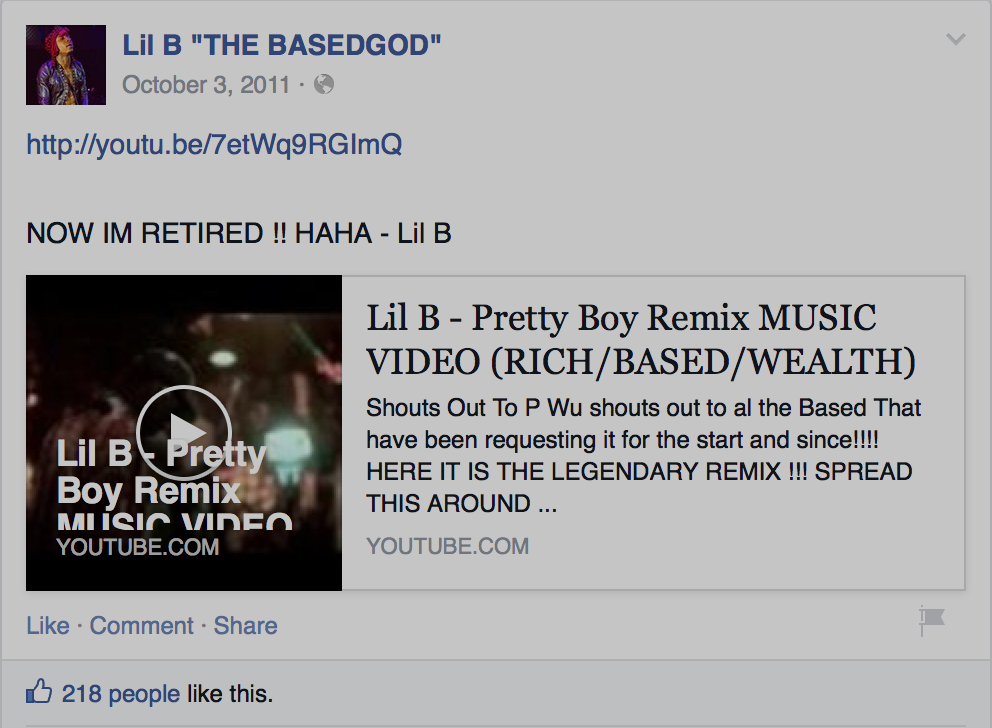 Lil B "THE BASEDGOD"
October 3, 2011 ·
http://youtu.be/7etWq9RGImQ
NOW IM RETIRED !! HAHA - Lil B
Lil B - Pretty
Boy Remix
MUSIC VIDEO
YOUTUBE.COM
Lil B - Pretty Boy Remix MUSIC
VIDEO (RICH/BASED/WEALTH)
Shouts Out To P Wu shouts out to al the Based That
have been requesting it for the start and since!!!!
HERE IT IS THE LEGENDARY REMIX !!! SPREAD
THIS AROUND ...
YOUTUBE.COM
Like · Comment · Share
218 people like this.